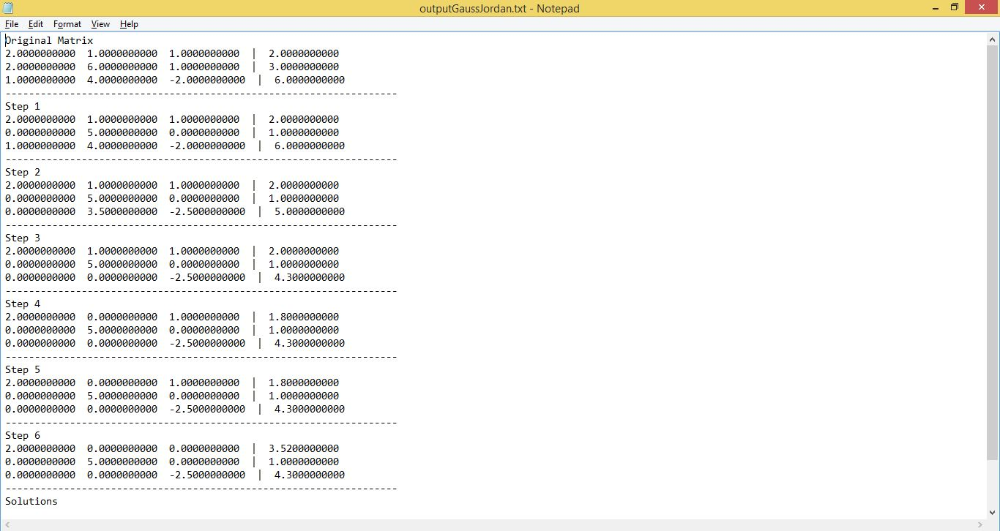 outputGaussJordan.txt - Notepad
File Edit Format View Help
Original Matrix
2.0000000000  1.0000000000  1.0000000000  |  2.0000000000
2.0000000000  6.0000000000  1.0000000000  |  3.0000000000
1.0000000000  4.0000000000  -2.0000000000  |  6.0000000000
-------------------------------------------------------------------
Step 1
2.0000000000  1.0000000000  1.0000000000  |  2.0000000000
0.0000000000  5.0000000000  0.0000000000  |  1.0000000000
1.0000000000  4.0000000000  -2.0000000000  |  6.0000000000
-------------------------------------------------------------------
Step 2
2.0000000000  1.0000000000  1.0000000000  |  2.0000000000
0.0000000000  5.0000000000  0.0000000000  |  1.0000000000
0.0000000000  3.5000000000  -2.5000000000  |  5.0000000000
-------------------------------------------------------------------
Step 3
2.0000000000  1.0000000000  1.0000000000  |  2.0000000000
0.0000000000  5.0000000000  0.0000000000  |  1.0000000000
0.0000000000  0.0000000000  -2.5000000000  |  4.3000000000
-------------------------------------------------------------------
Step 4
2.0000000000  0.0000000000  1.0000000000  |  1.8000000000
0.0000000000  5.0000000000  0.0000000000  |  1.0000000000
0.0000000000  0.0000000000  -2.5000000000  |  4.3000000000
-------------------------------------------------------------------
Step 5
2.0000000000  0.0000000000  1.0000000000  |  1.8000000000
0.0000000000  5.0000000000  0.0000000000  |  1.0000000000
0.0000000000  0.0000000000  -2.5000000000  |  4.3000000000
-------------------------------------------------------------------
Step 6
2.0000000000  0.0000000000  0.0000000000  |  3.5200000000
0.0000000000  5.0000000000  0.0000000000  |  1.0000000000
0.0000000000  0.0000000000  -2.5000000000  |  4.3000000000
-------------------------------------------------------------------
Solutions